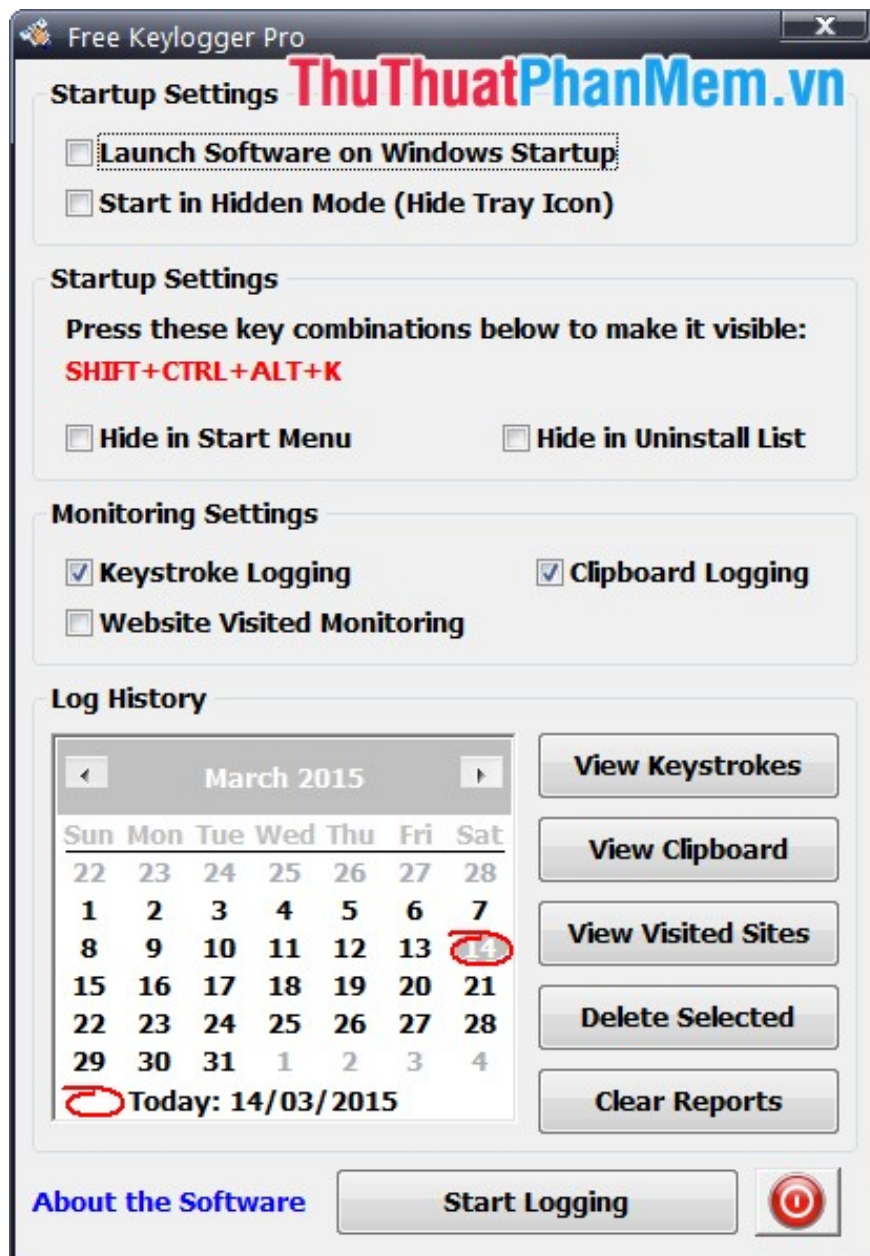 Free Keylogger Pro
X
ThuThuatPhanMem.vn
Startup Settings
Launch Software on Windows Startup
Start in Hidden Mode (Hide Tray Icon)
Startup Settings
Press these key combinations below to make it visible:
SHIFT+CTRL+ALT+K
Hide in Start Menu Hide in Uninstall List
Monitoring Settings
Keystroke Logging Clipboard Logging
Website Visited Monitoring
Log History
March 2015
Sun Mon Tue Wed Thu Fri Sat
22 23 24 25 26 27 28
1 2 3 4 5 6 7
8 9 10 11 12 13 14
15 16 17 18 19 20 21
22 23 24 25 26 27 28
29 30 31 1 2 3 4
Today: 14/03/2015
View Keystrokes
View Clipboard
View Visited Sites
Delete Selected
Clear Reports
About the Software
Start Logging